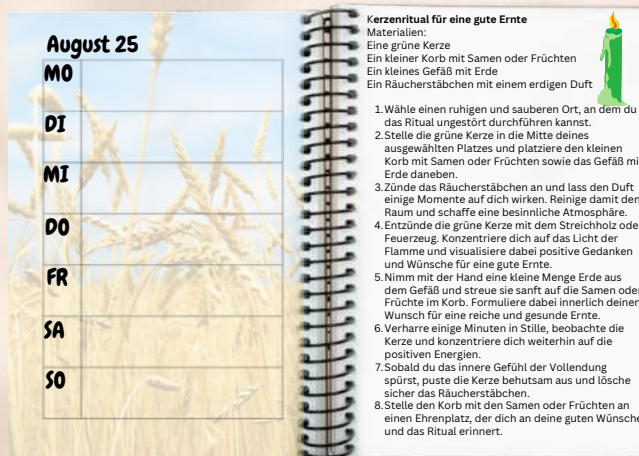 August 25
MO
DI
MI
DO
FR
SA
SO
Kerzenritual für eine gute Ernte
Materialien:
Eine grüne Kerze
Ein kleiner Korb mit Samen oder Früchten
Ein kleines Gefäß mit Erde
Ein Räucherstäbchen mit einem erdigen Duft
1. Wähle einen ruhigen und sauberen Ort, an dem du
das Ritual ungestört durchführen kannst.
2. Stelle die grüne Kerze in die Mitte deines
ausgewählten Platzes und platziere den kleinen
Korb mit Samen oder Früchten sowie das Gefäß mi
Erde daneben.
3. Zünde das Räucherstäbchen an und lass den Duft
einige Momente auf dich wirken. Reinige damit den
Raum und schaffe eine besinnliche Atmosphäre.
4. Entzünde die grüne Kerze mit dem Streichholz ode
Feuerzeug. Konzentriere dich auf das Licht der
Flamme und visualisiere dabei positive Gedanken
und Wünsche für eine gute Ernte.
5. Nimm mit der Hand eine kleine Menge Erde aus
dem Gefäß und streue sie sanft auf die Samen oder
Früchte im Korb. Formuliere dabei innerlich deinen
Wunsch für eine reiche und gesunde Ernte.
6. Verharre einige Minuten in Stille, beobachte die
Kerze und konzentriere dich weiterhin auf die
positiven Energien.
7. Sobald du das innere Gefühl der Vollendung
spürst, puste die Kerze behutsam aus und lösche
sicher das Räucherstäbchen.
8. Stelle den Korb mit den Samen oder Früchten an
einen Ehrenplatz, der dich an deine guten Wünsche
und das Ritual erinnert.